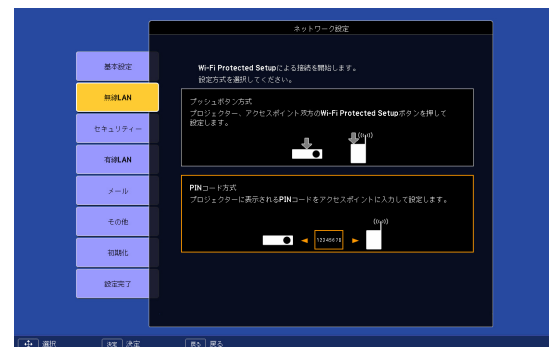 ネットワーク設定
基本設定
無線LAN
セキュリティー
有線LAN
メール
その他
初期化
設定完了
Wi-Fi Protected Setupによる接続を開始します。
設定方式を選択してください。
プッシュボタン方式
プロジェクター、アクセスポイント双方のWi-Fi Protected Setupボタンを押して
設定します。
PINコード方式
プロジェクターに表示されるPINコードをアクセスポイントに入力して設定します。
12345678
選択
決定 決定
戻る 戻る